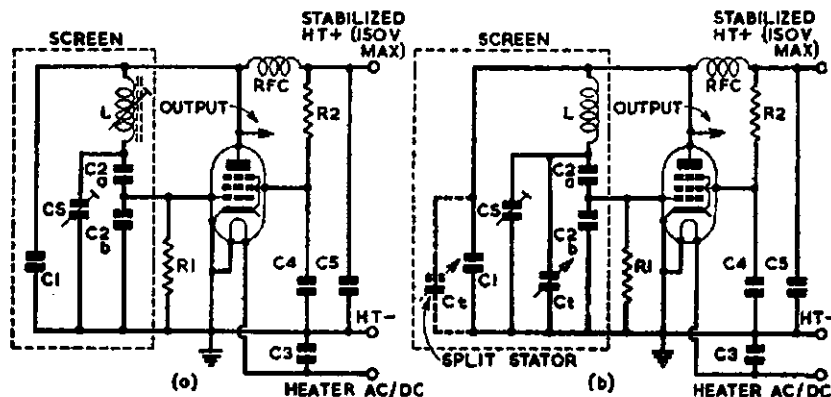 STABILIZED
HT+ (150V
MAX)
SCREEN
RFC
L
OUTPUT
R2
C2
a
CS
C2
b
C1
R1
C4
C5
HT-
C3
(a)
HEATER AC/DC
STABILIZED
HT+ (150V
MAX)
SCREEN
RFC
L
OUTPUT
R2
C2
a
CS
C2
b
Ct
C1
Ct
R1
C4
C5
HT-
C3
SPLIT STATOR
(b)
HEATER AC/DC